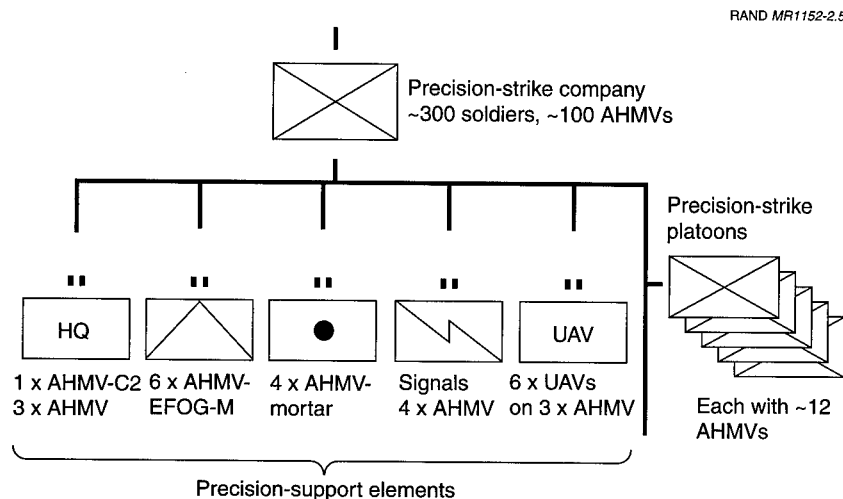 RAND MR1152-2.5
Precision-strike company
~300 soldiers, ~100 AHMVs
Precision-strike
platoons
HQ
UAV
1 x AHMV-C2
3 x AHMV
6 x AHMV-
EFOG-M
4 x AHMV-
mortar
Signals
4 x AHMV
6 x UAVs
on 3 x AHMV
Each with ~12
AHMVs
Precision-support elements